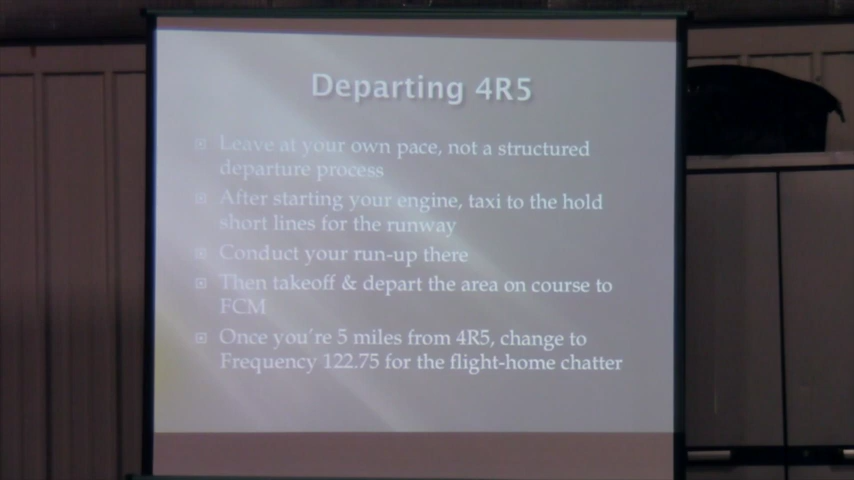 Departing 4R5
Leave at your own pace, not a structured
departure process
After starting your engine, taxi to the hold
short lines for the runway
Conduct your run-up there
Then takeoff & depart the area on course to
FCM
Once you're 5 miles from 4R5, change to
Frequency 122.75 for the flight-home chatter